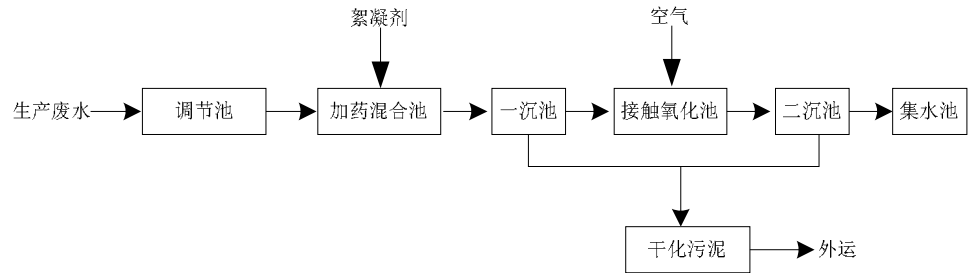 絮凝剂
空气
生产废水
调节池
加药混合池
一沉池
接触氧化池
二沉池
集水池
干化污泥
外运